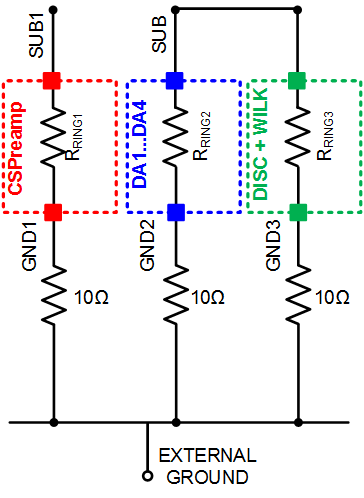 SUB1
SUB
CSPreamp
RRING1
DA1...DA4
RRING2
DISC + WILK
RRING3
GND1
GND2
GND3
10Ω
10Ω
10Ω
EXTERNAL
GROUND